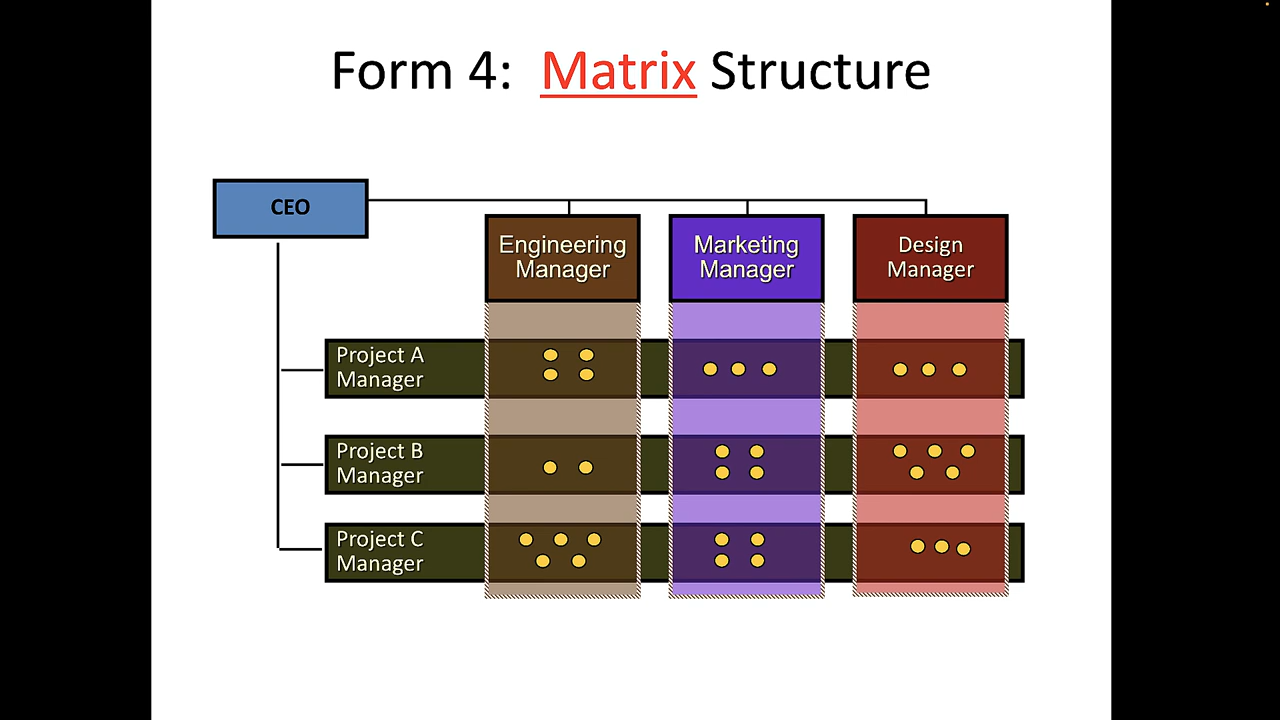 Form 4: Matrix Structure
CEO
Engineering
Manager
Marketing
Manager
Design
Manager
Project A
Manager
Project B
Manager
Project C
Manager